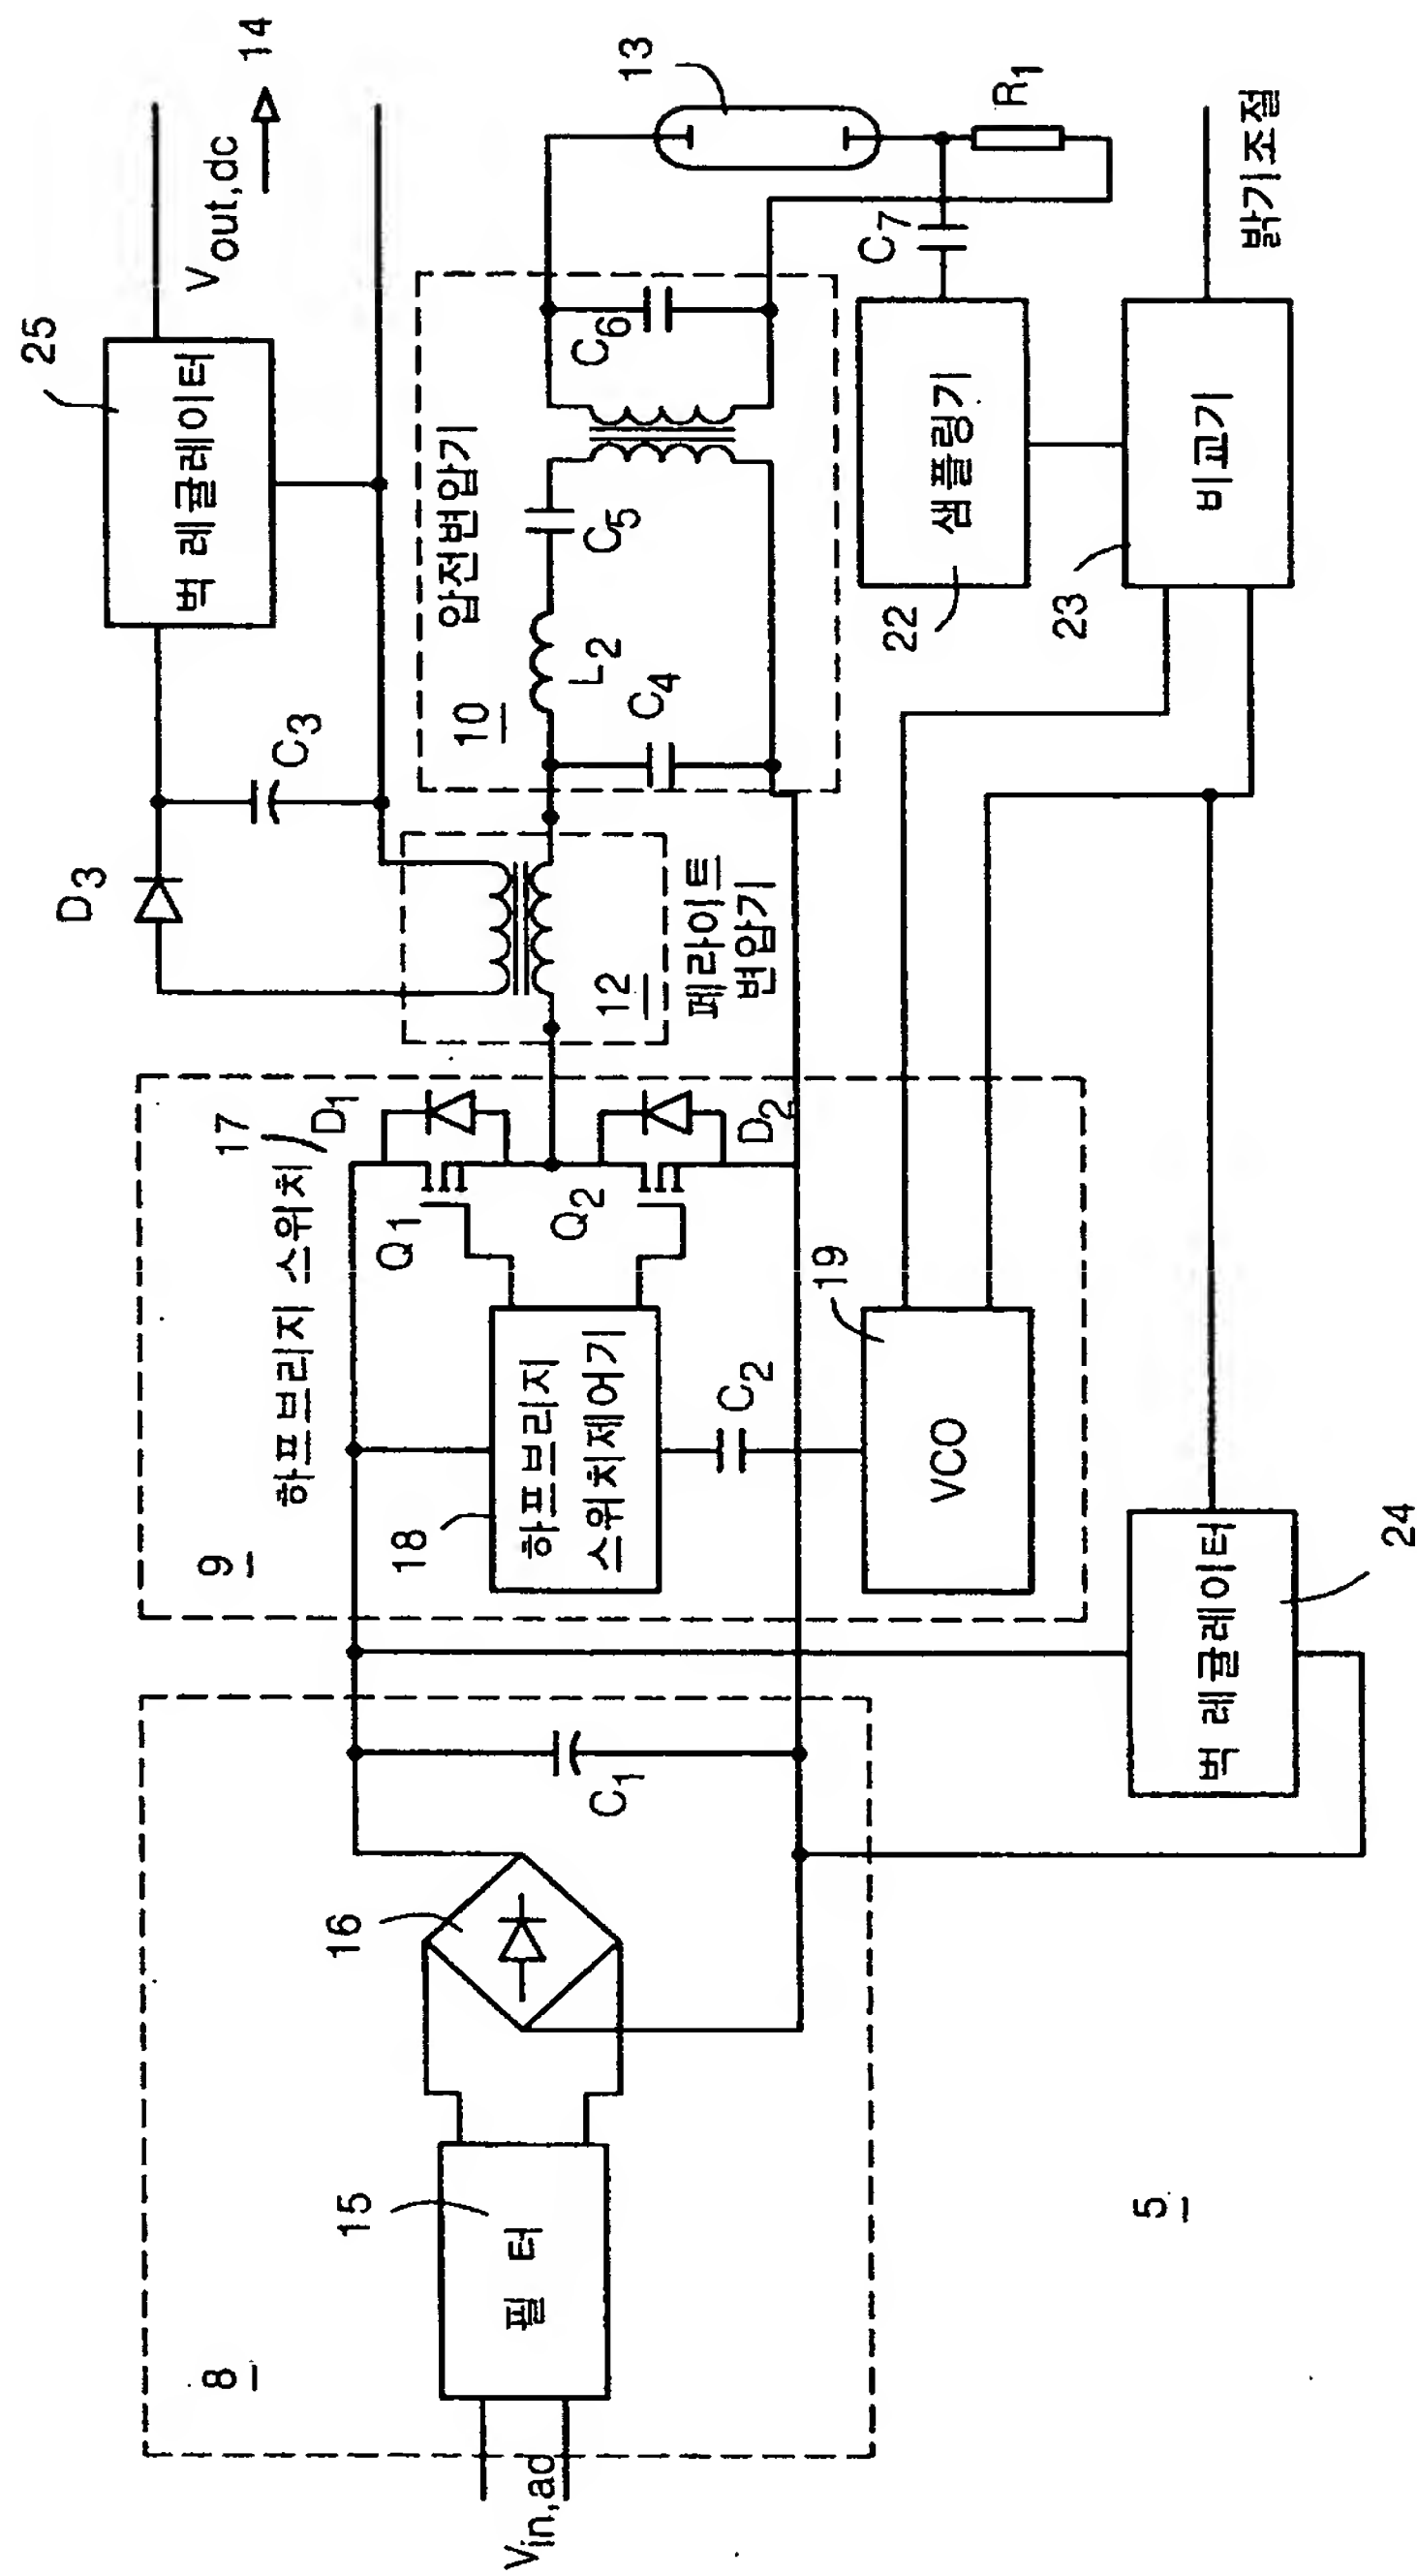 V_in,ac
8
15
필터
16
C1
9
하프브리지 스위치
17
D1
Q1
Q2
D2
18
하프브리지
스위치제어기
C2
19
VCO
벅 레귤레이터
24
5
D3
C3
12
페라이트
변압기
10
압전변압기
L2
C4
C5
C6
25
벅 레귤레이터
V_out,dc
14
13
R1
C7
22
샘플링기
23
비교기
밝기조절